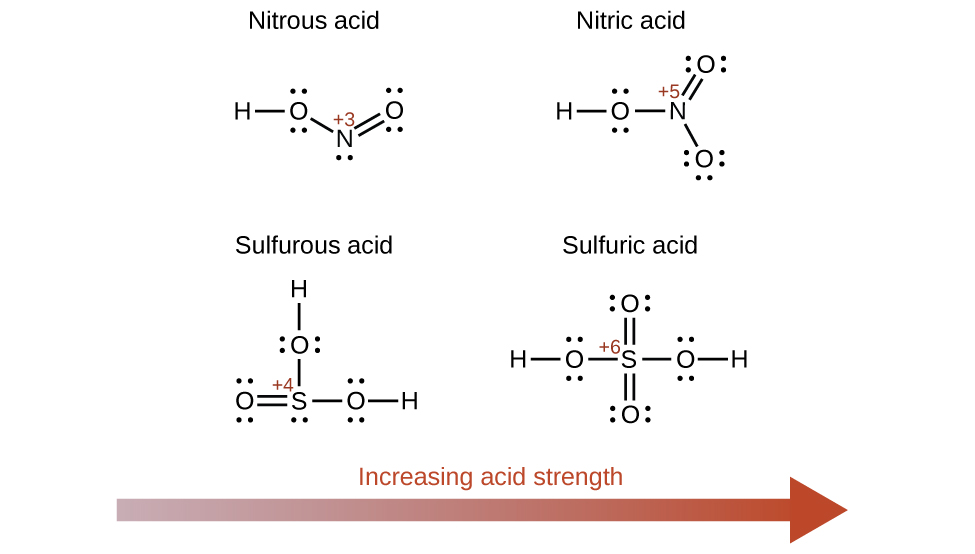 Nitrous acid
Nitric acid
H O +3 N O
H O +5 N O O
Sulfurous acid
Sulfuric acid
H
O
O +4 S O H
O
H O +6 S O H
O
Increasing acid strength